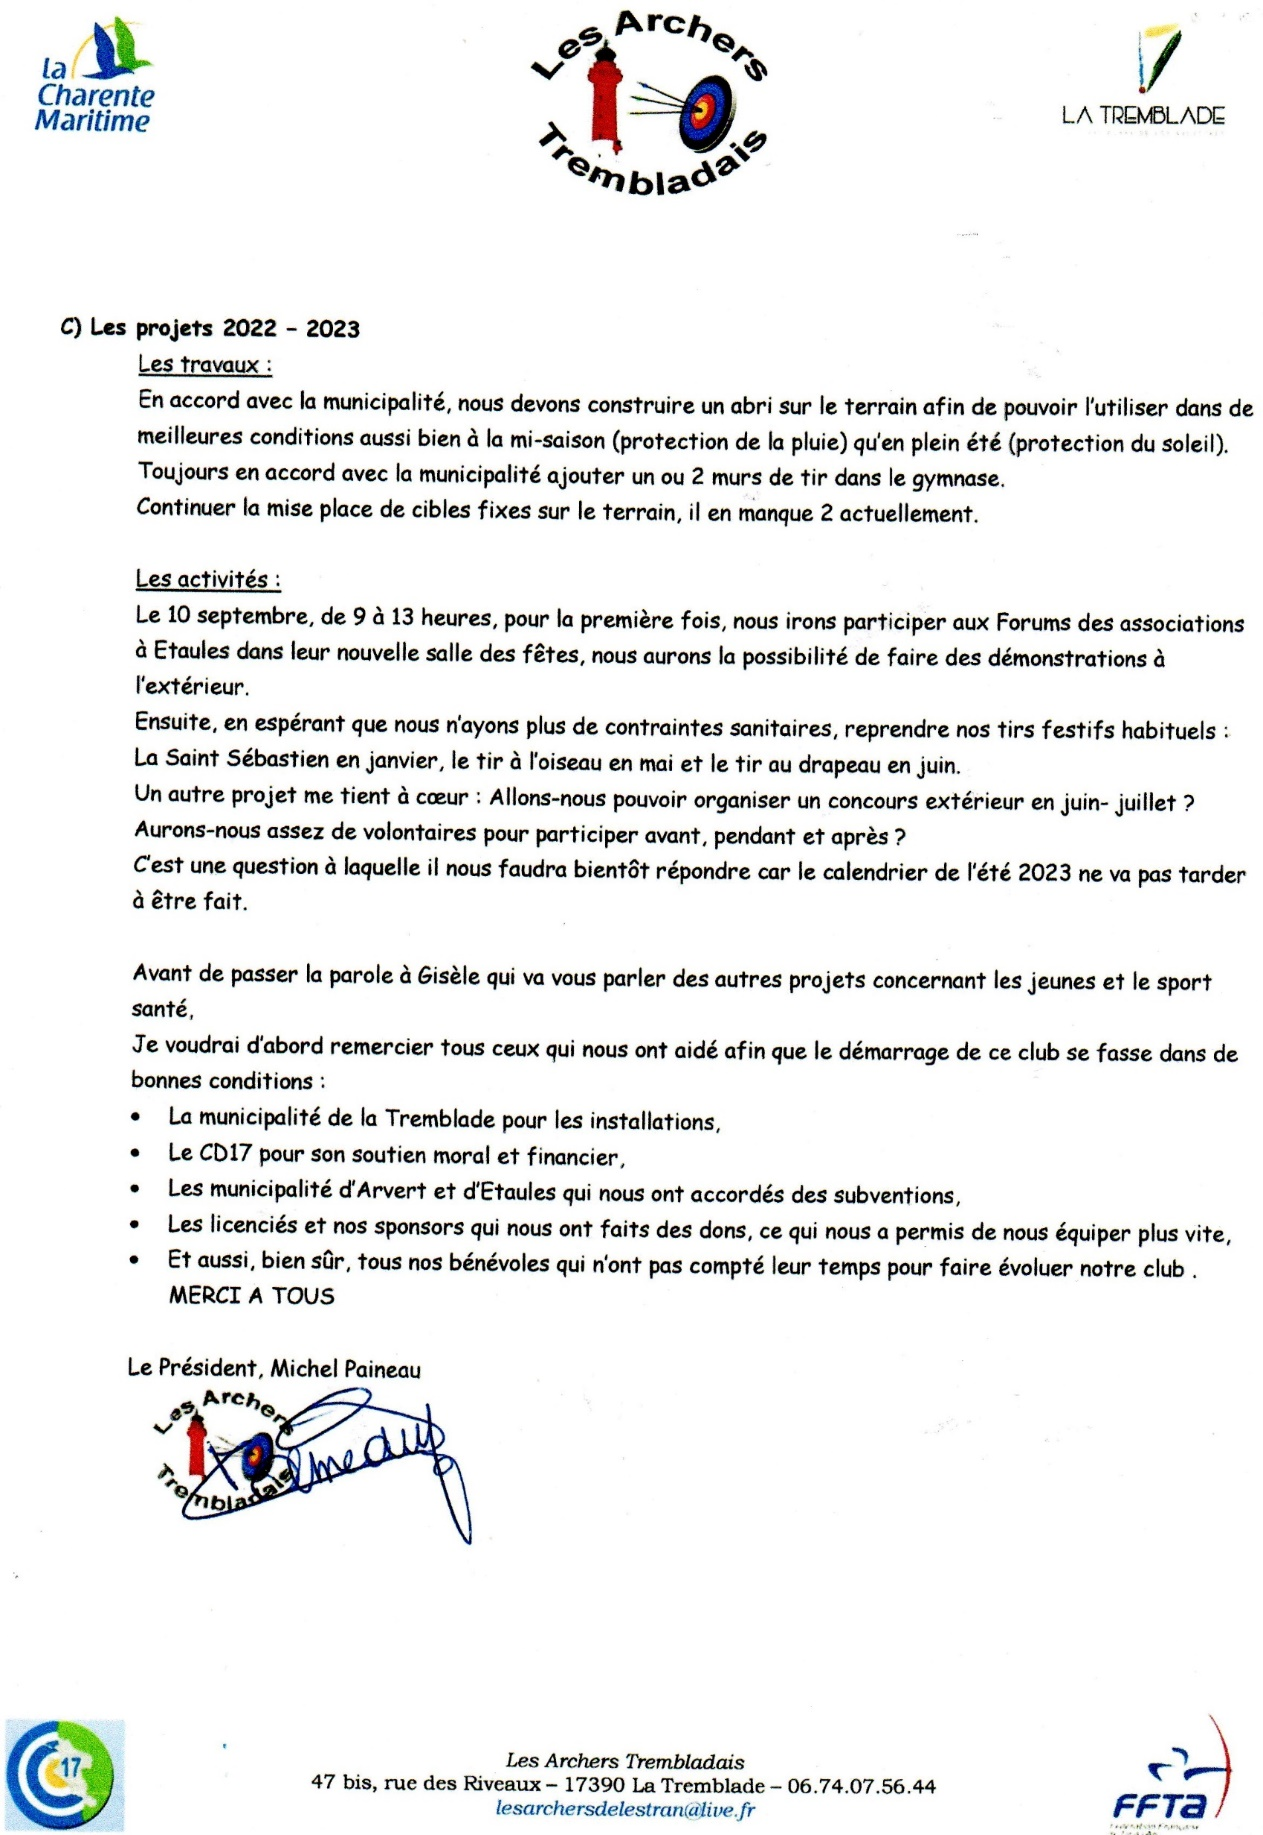 la
Charente
Maritime
Les Archers
Trembladais
LA TREMBLADE
C) Les projets 2022 – 2023
Les travaux :
En accord avec la municipalité, nous devons construire un abri sur le terrain afin de pouvoir l'utiliser dans de
meilleures conditions aussi bien à la mi-saison (protection de la pluie) qu'en plein été (protection du soleil).
Toujours en accord avec la municipalité ajouter un ou 2 murs de tir dans le gymnase.
Continuer la mise place de cibles fixes sur le terrain, il en manque 2 actuellement.
Les activités :
Le 10 septembre, de 9 à 13 heures, pour la première fois, nous irons participer aux Forums des associations
à Etaules dans leur nouvelle salle des fêtes, nous aurons la possibilité de faire des démonstrations à
l'extérieur.
Ensuite, en espérant que nous n'ayons plus de contraintes sanitaires, reprendre nos tirs festifs habituels :
La Saint Sébastien en janvier, le tir à l'oiseau en mai et le tir au drapeau en juin.
Un autre projet me tient à cœur : Allons-nous pouvoir organiser un concours extérieur en juin- juillet ?
Aurons-nous assez de volontaires pour participer avant, pendant et après ?
C'est une question à laquelle il nous faudra bientôt répondre car le calendrier de l'été 2023 ne va pas tarder
à être fait.
Avant de passer la parole à Gisèle qui va vous parler des autres projets concernant les jeunes et le sport
santé,
Je voudrai d'abord remercier tous ceux qui nous ont aidé afin que le démarrage de ce club se fasse dans de
bonnes conditions :
• La municipalité de la Tremblade pour les installations,
• Le CD17 pour son soutien moral et financier,
• Les municipalité d'Arvert et d'Etaules qui nous ont accordés des subventions,
• Les licenciés et nos sponsors qui nous ont faits des dons, ce qui nous a permis de nous équiper plus vite,
• Et aussi, bien sûr, tous nos bénévoles qui n'ont pas compté leur temps pour faire évoluer notre club .
MERCI A TOUS
Le Président, Michel Paineau
Les Archers
Trembladais
17
Les Archers Trembladais
47 bis, rue des Riveaux – 17390 La Tremblade – 06.74.07.56.44
lesarchersdelestran@live.fr
FFTA